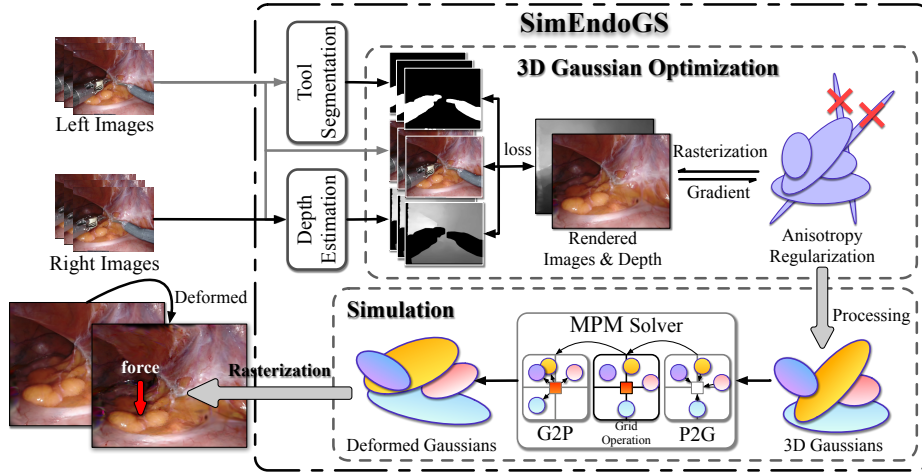 SimEndoGS
Left Images
Tool
Segmentation
3D Gaussian Optimization
loss
Rasterization
Gradient
Right Images
Depth
Estimation
Rendered
Images & Depth
Anisotropy
Regularization
Deformed
Simulation
Processing
MPM Solver
force
Rasterization
G2P
Grid
Operation
P2G
Deformed Gaussians
3D Gaussians